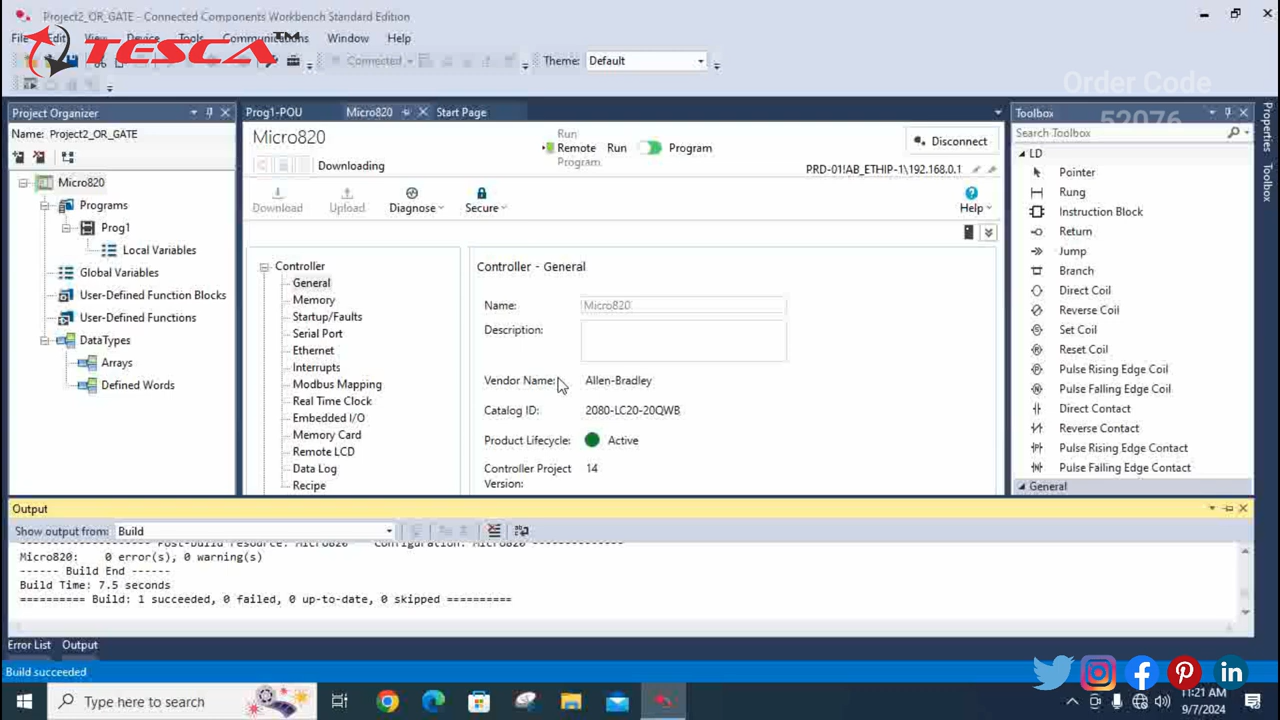 Project2_OR_GATE - Connected Components Workbench Standard Edition
File Edit View Device Tools Communications Window Help
TESCA™
Connected
Theme: Default
Order Code
52076
Project Organizer
Name: Project2_OR_GATE
Micro820
Programs
Prog1
Local Variables
Global Variables
User-Defined Function Blocks
User-Defined Functions
DataTypes
Arrays
Defined Words
Prog1-POU Micro820 Start Page
Micro820
Run
Remote
Program
Run Program
Disconnect
Downloading
PRD-01!AB_ETHIP-1\192.168.0.1
Download Upload Diagnose Secure Help
Controller
General
Memory
Startup/Faults
Serial Port
Ethernet
Interrupts
Modbus Mapping
Real Time Clock
Embedded I/O
Memory Card
Remote LCD
Data Log
Recipe
Controller - General
Name: Micro820
Description:
Vendor Name: Allen-Bradley
Catalog ID: 2080-LC20-20QWB
Product Lifecycle: Active
Controller Project Version: 14
Toolbox
Search Toolbox
LD
Pointer
Rung
Instruction Block
Return
Jump
Branch
Direct Coil
Reverse Coil
Set Coil
Reset Coil
Pulse Rising Edge Coil
Pulse Falling Edge Coil
Direct Contact
Reverse Contact
Pulse Rising Edge Contact
Pulse Falling Edge Contact
General
Properties
Toolbox
Output
Show output from: Build
-------------------- Post-build resource: Micro820 Configuration: Micro820 --------------
Micro820: 0 error(s), 0 warning(s)
------ Build End ------
Build Time: 7.5 seconds
========== Build: 1 succeeded, 0 failed, 0 up-to-date, 0 skipped ==========
Error List Output
Build succeeded
Type here to search
11:21 AM
9/7/2024